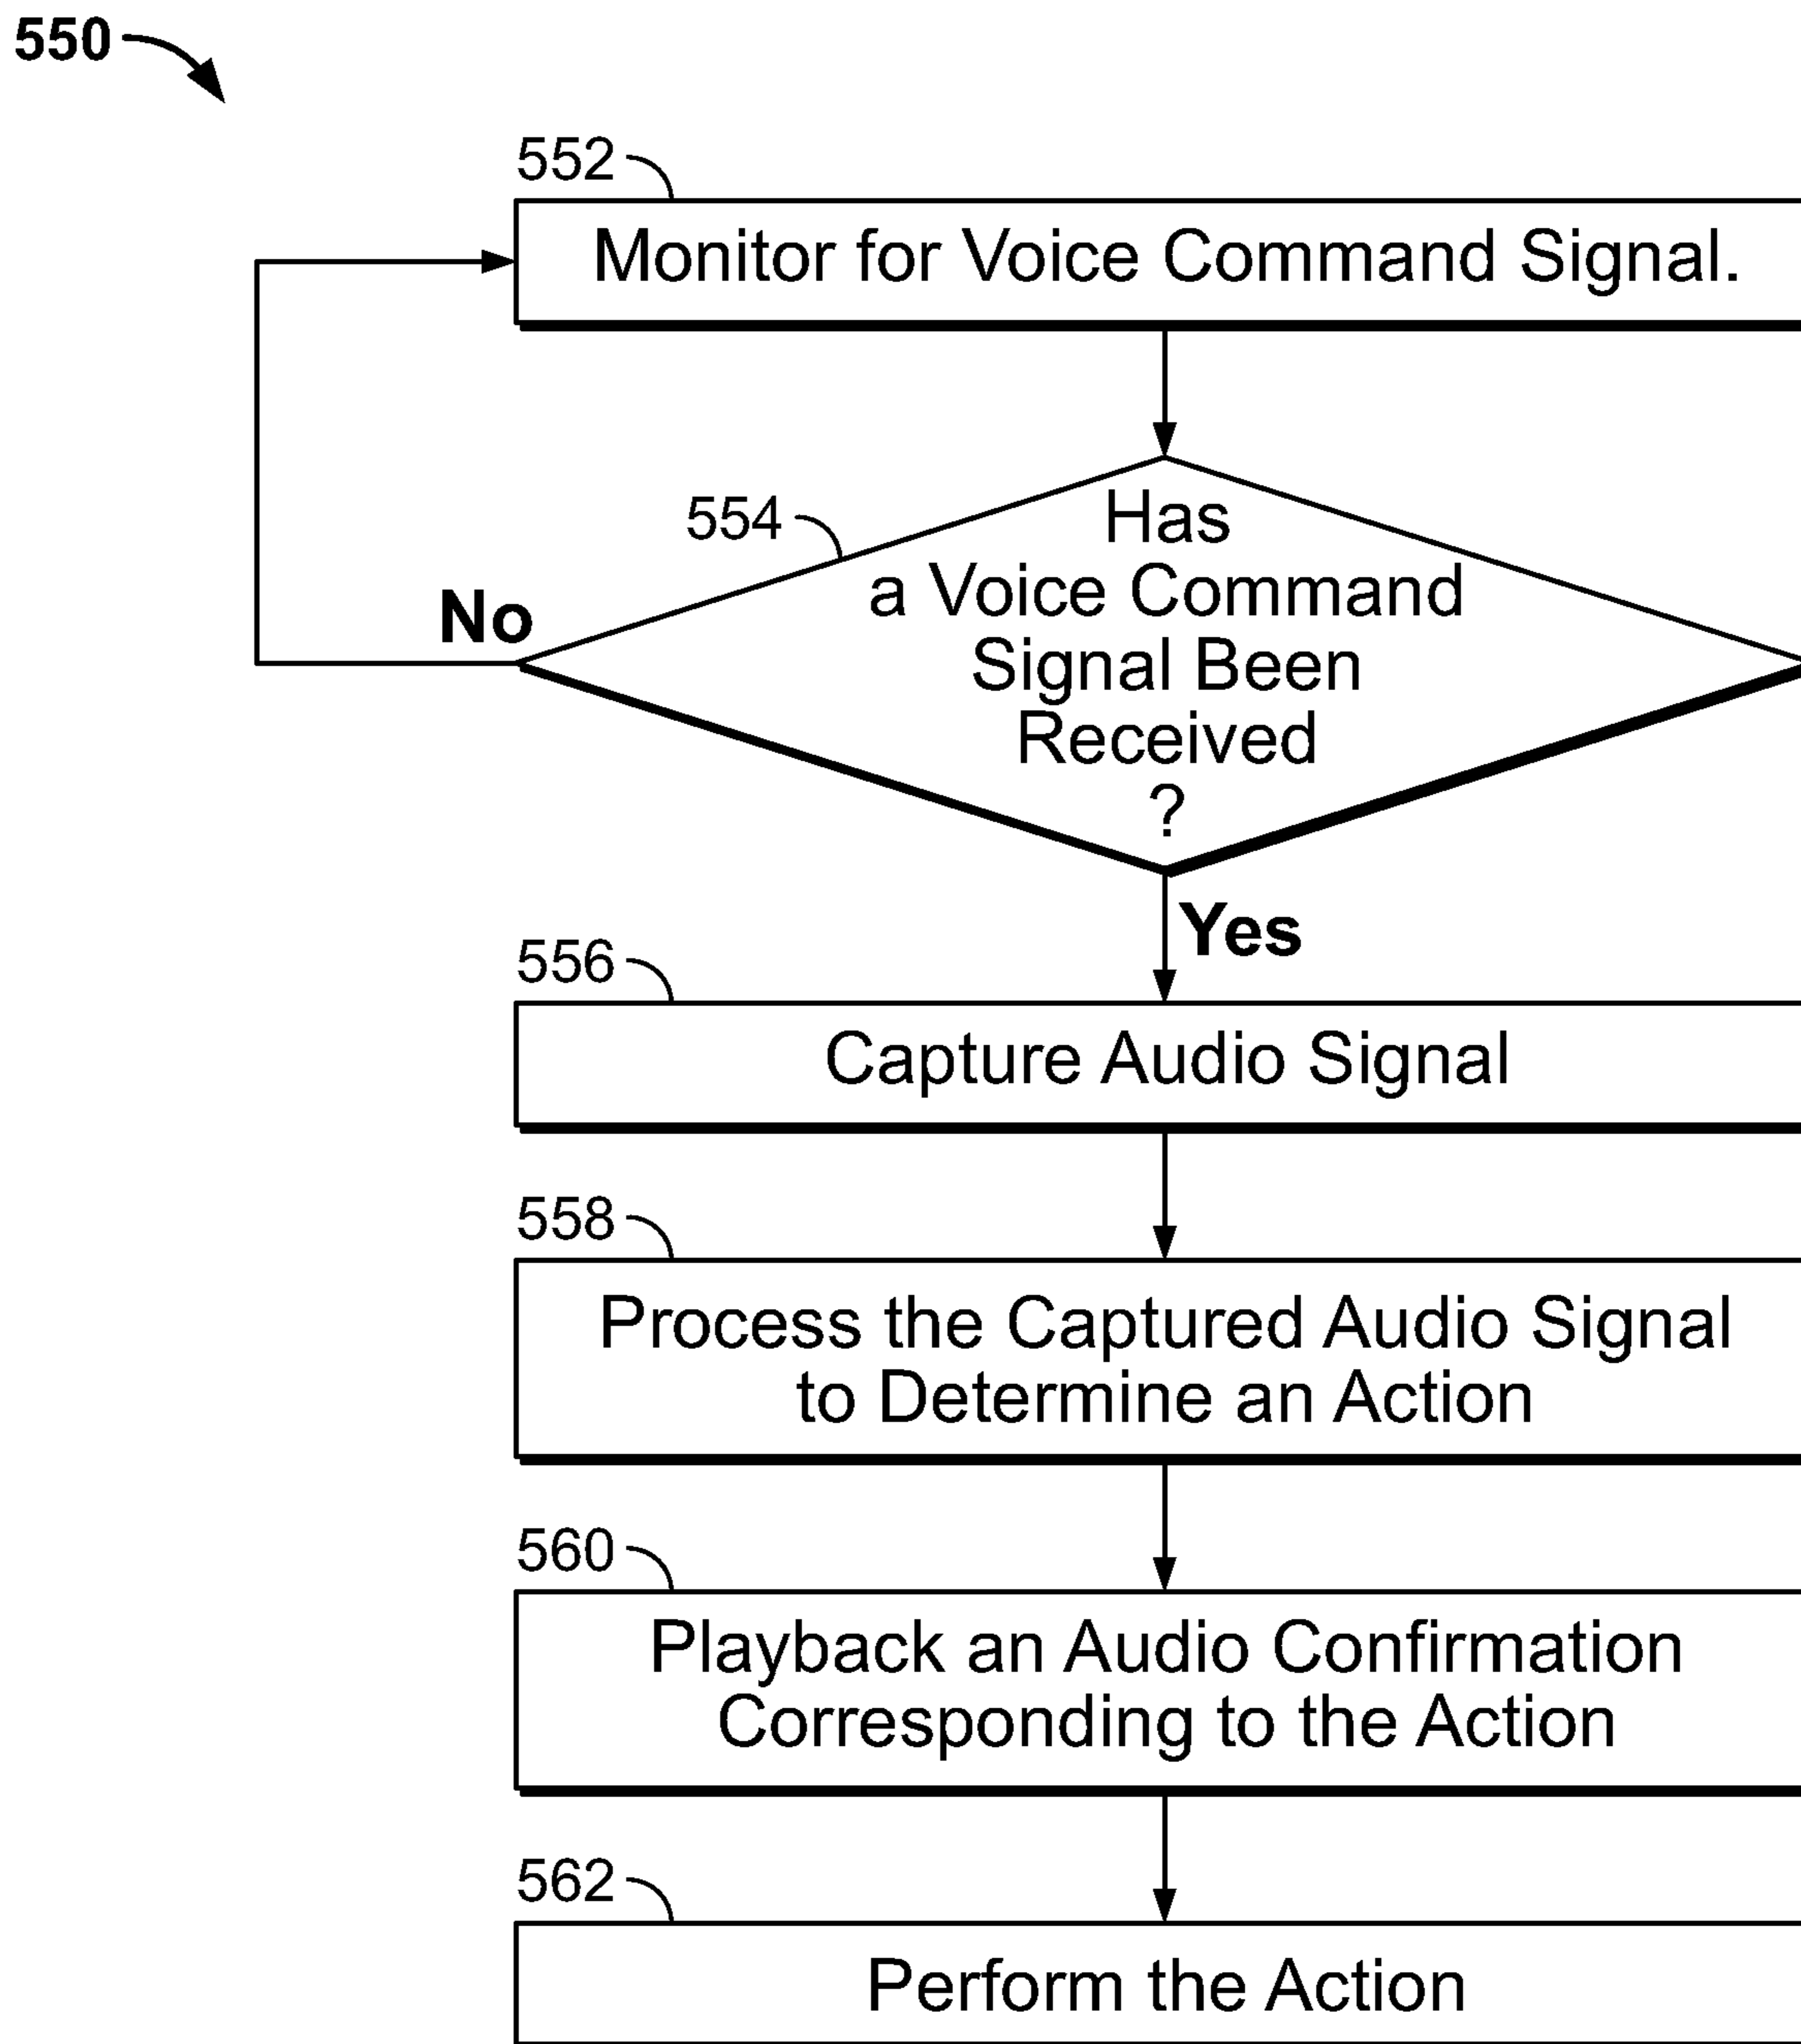 550
552
Monitor for Voice Command Signal.
554
Has
a Voice Command
Signal Been
Received
?
No
Yes
556
Capture Audio Signal
558
Process the Captured Audio Signal
to Determine an Action
560
Playback an Audio Confirmation
Corresponding to the Action
562
Perform the Action